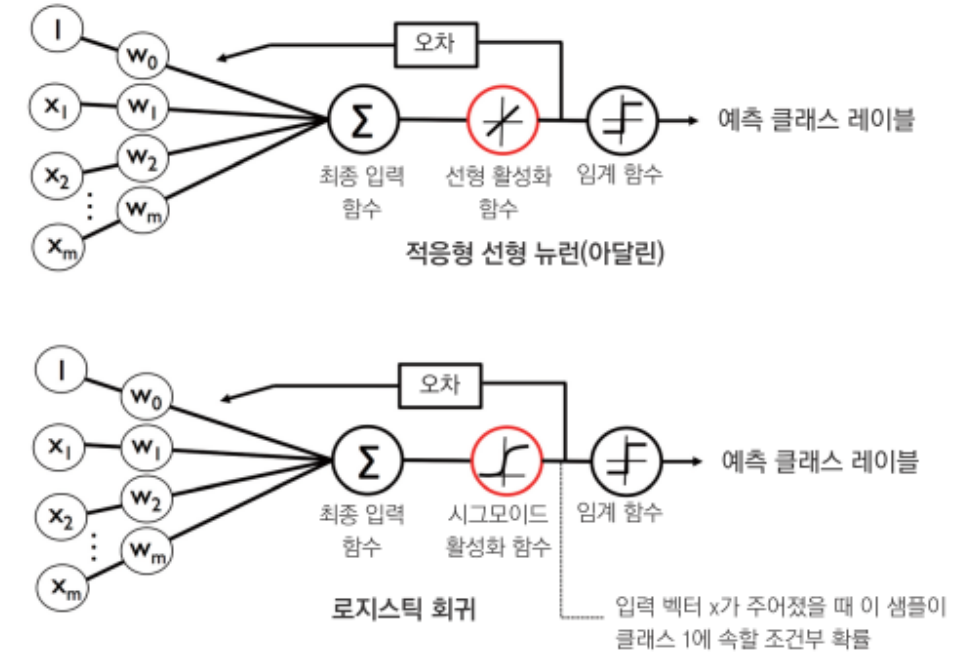 1
w0
오차
x1
w1
Σ
예측 클래스 레이블
x2
w2
최종 입력
함수
선형 활성화
함수
임계 함수
⋮
wm
xm
적응형 선형 뉴런(아달린)
1
w0
오차
x1
w1
Σ
예측 클래스 레이블
x2
w2
최종 입력
함수
시그모이드
활성화 함수
임계 함수
⋮
wm
xm
로지스틱 회귀
입력 벡터 x가 주어졌을 때 이 샘플이
클래스 1에 속할 조건부 확률